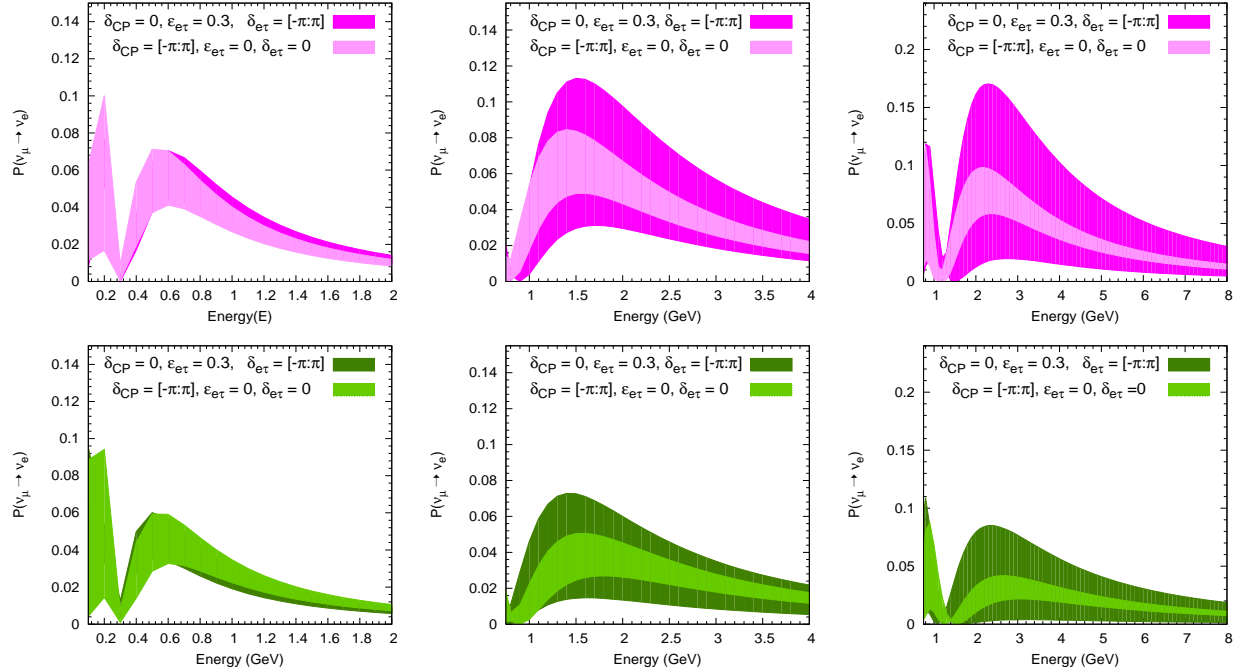 δCP = 0, εeτ = 0.3, δeτ = [-π:π]
δCP = [-π:π], εeτ = 0, δeτ = 0
P(νμ → νe)
0 0.02 0.04 0.06 0.08 0.1 0.12 0.14
0.2 0.4 0.6 0.8 1 1.2 1.4 1.6 1.8 2
Energy(E)
δCP = 0, εeτ = 0.3, δeτ = [-π:π]
δCP = [-π:π], εeτ = 0, δeτ = 0
P(νμ → νe)
0 0.02 0.04 0.06 0.08 0.1 0.12 0.14
1 1.5 2 2.5 3 3.5 4
Energy (GeV)
δCP = 0, εeτ = 0.3, δeτ = [-π:π]
δCP = [-π:π], εeτ = 0, δeτ = 0
P(νμ → νe)
0 0.05 0.1 0.15 0.2
1 2 3 4 5 6 7 8
Energy (GeV)
δCP = 0, εeτ = 0.3, δeτ = [-π:π]
δCP = [-π:π], εeτ = 0, δeτ = 0
P(νμ → νe)
0 0.02 0.04 0.06 0.08 0.1 0.12 0.14
0.2 0.4 0.6 0.8 1 1.2 1.4 1.6 1.8 2
Energy (GeV)
δCP = 0, εeτ = 0.3, δeτ = [-π:π]
δCP = [-π:π], εeτ = 0, δeτ = 0
P(νμ → νe)
0 0.02 0.04 0.06 0.08 0.1 0.12 0.14
1 1.5 2 2.5 3 3.5 4
Energy (GeV)
δCP = 0, εeτ = 0.3, δeτ = [-π:π]
δCP = [-π:π], εeτ = 0, δeτ =0
P(νμ → νe)
0 0.05 0.1 0.15 0.2
1 2 3 4 5 6 7 8
Energy (GeV)